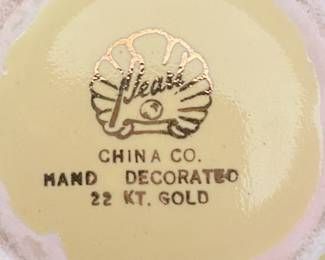 Pearl
CHINA CO.
HAND DECORATED
22 KT. GOLD